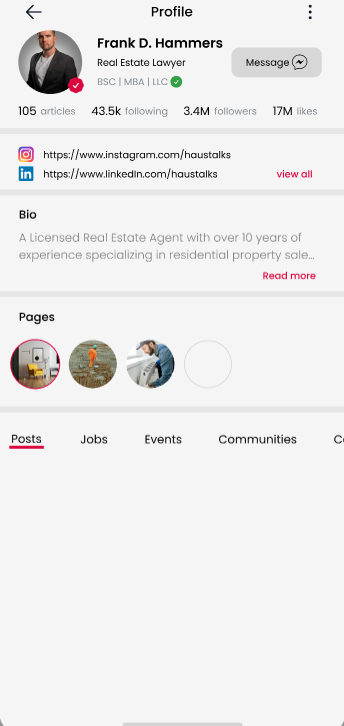 Profile
Frank D. Hammers
Real Estate Lawyer
Message
BSC | MBA | LLC
105 articles 43.5k following 3.4M followers 17M likes
https://www.instagram.com/haustalks
https://www.linkedIn.com/haustalks view all
Bio
A Licensed Real Estate Agent with over 10 years of
experience specializing in residential property sale...
Read more
Pages
Posts Jobs Events Communities C